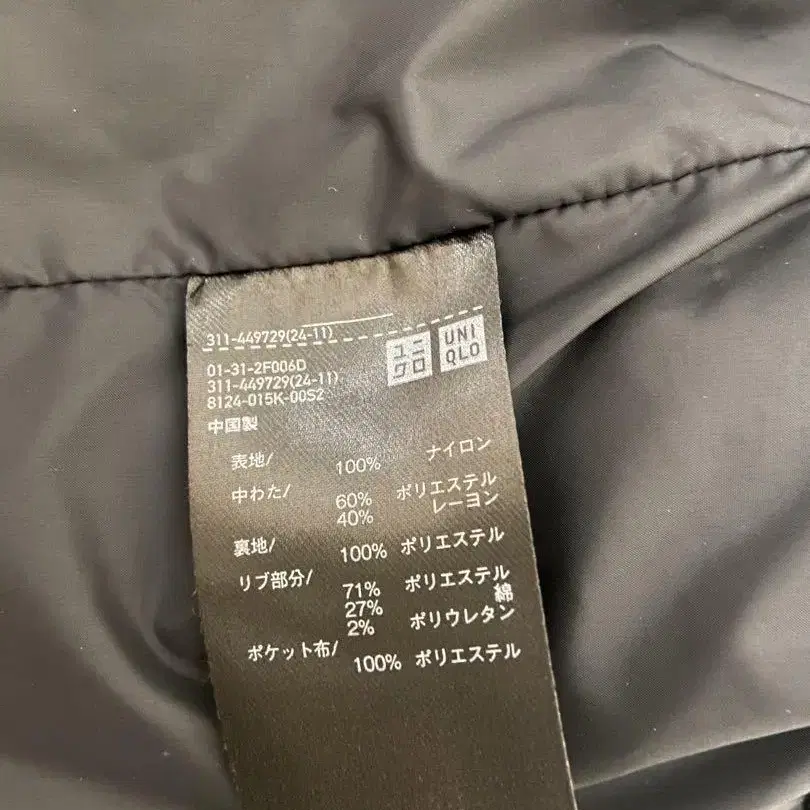 311-449729(24-11)
ユニ
クロ
UNI
QLO
01-31-2F006D
311-449729(24-11)
8124-015K-00S2
中国製
表地/ 100% ナイロン
中わた/ 60% ポリエステル
40% レーヨン
裏地/ 100% ポリエステル
リブ部分/ 71% ポリエステル
27% 綿
2% ポリウレタン
ポケット布/ 100% ポリエステル